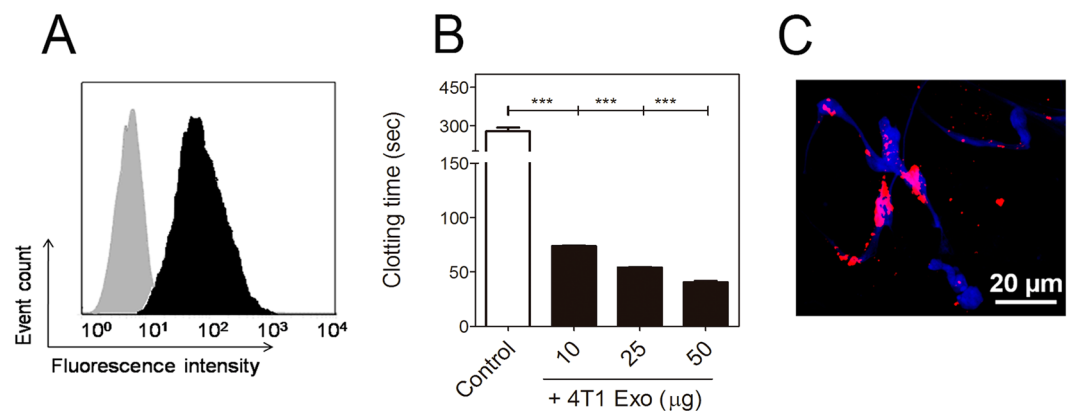 A
Event count
10⁰ 10¹ 10² 10³ 10⁴
Fluorescence intensity
B
Clotting time (sec)
450
300
150
100
50
0
*** *** ***
Control 10 25 50
+ 4T1 Exo (μg)
C
20 μm